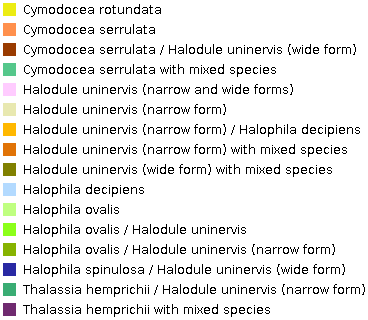 Cymodocea rotundata
Cymodocea serrulata
Cymodocea serrulata / Halodule uninervis (wide form)
Cymodocea serrulata with mixed species
Halodule uninervis (narrow and wide forms)
Halodule uninervis (narrow form)
Halodule uninervis (narrow form) / Halophila decipiens
Halodule uninervis (narrow form) with mixed species
Halodule uninervis (wide form) with mixed species
Halophila decipiens
Halophila ovalis
Halophila ovalis / Halodule uninervis
Halophila ovalis / Halodule uninervis (narrow form)
Halophila spinulosa / Halodule uninervis (wide form)
Thalassia hemprichii / Halodule uninervis (narrow form)
Thalassia hemprichii with mixed species